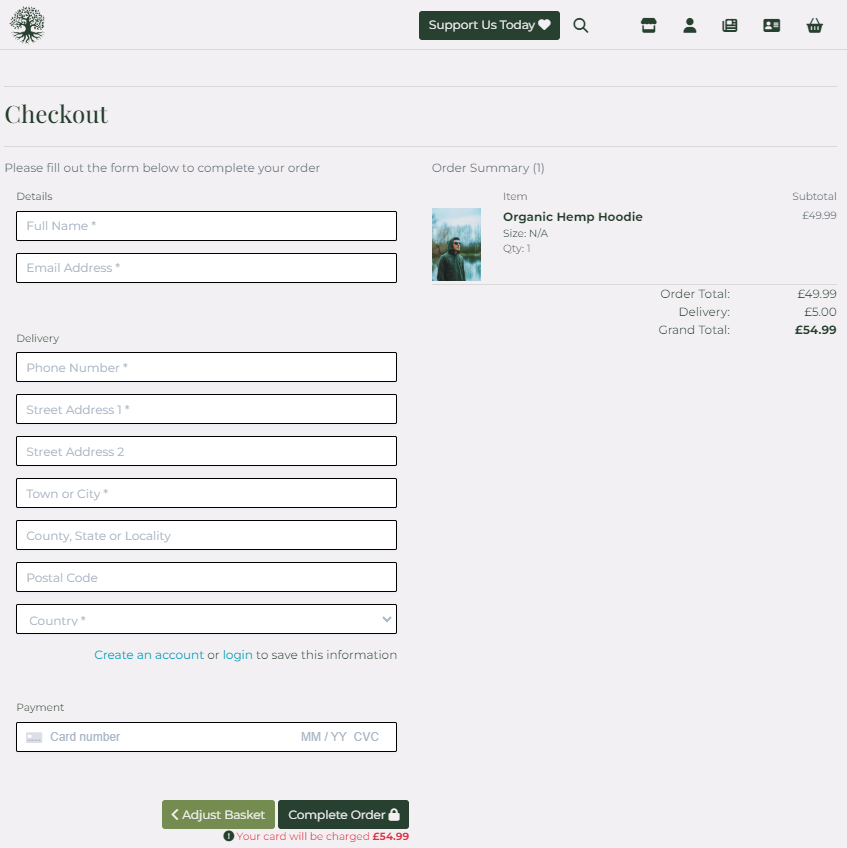 Support Us Today
Checkout
Please fill out the form below to complete your order
Details
Full Name *
Email Address *
Delivery
Phone Number *
Street Address 1 *
Street Address 2
Town or City *
County, State or Locality
Postal Code
Country *
Create an account or login to save this information
Payment
Card number MM / YY CVC
Adjust Basket
Complete Order
Your card will be charged £54.99
Order Summary (1)
Item Subtotal
Organic Hemp Hoodie £49.99
Size: N/A
Qty: 1
Order Total: £49.99
Delivery: £5.00
Grand Total: £54.99